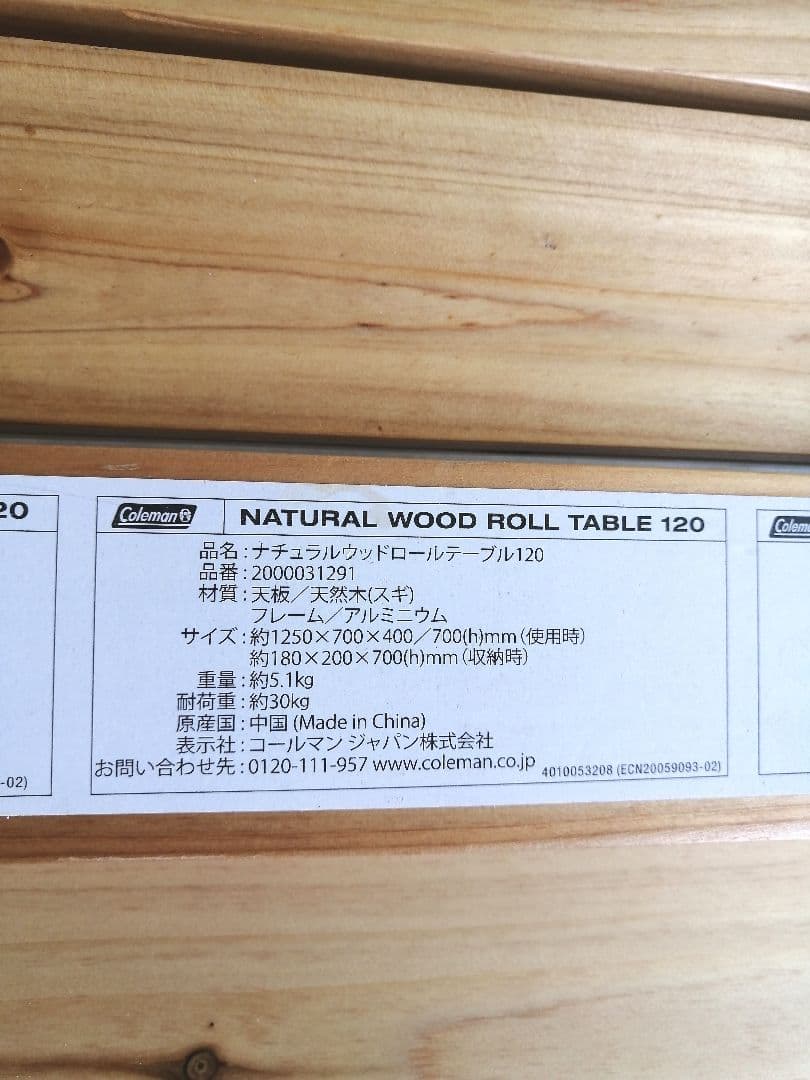 20
Coleman
NATURAL WOOD ROLL TABLE 120
品名：ナチュラルウッドロールテーブル120
品番：2000031291
材質：天板／天然木(スギ)
フレーム／アルミニウム
サイズ：約1250×700×400／700(h)mm（使用時）
約180×200×700(h)mm（収納時）
重量：約5.1kg
耐荷重：約30kg
原産国：中国 (Made in China)
表示社：コールマン ジャパン株式会社
お問い合わせ先：0120-111-957 www.coleman.co.jp
4010053208 (ECN20059093-02)
-02)
Colem